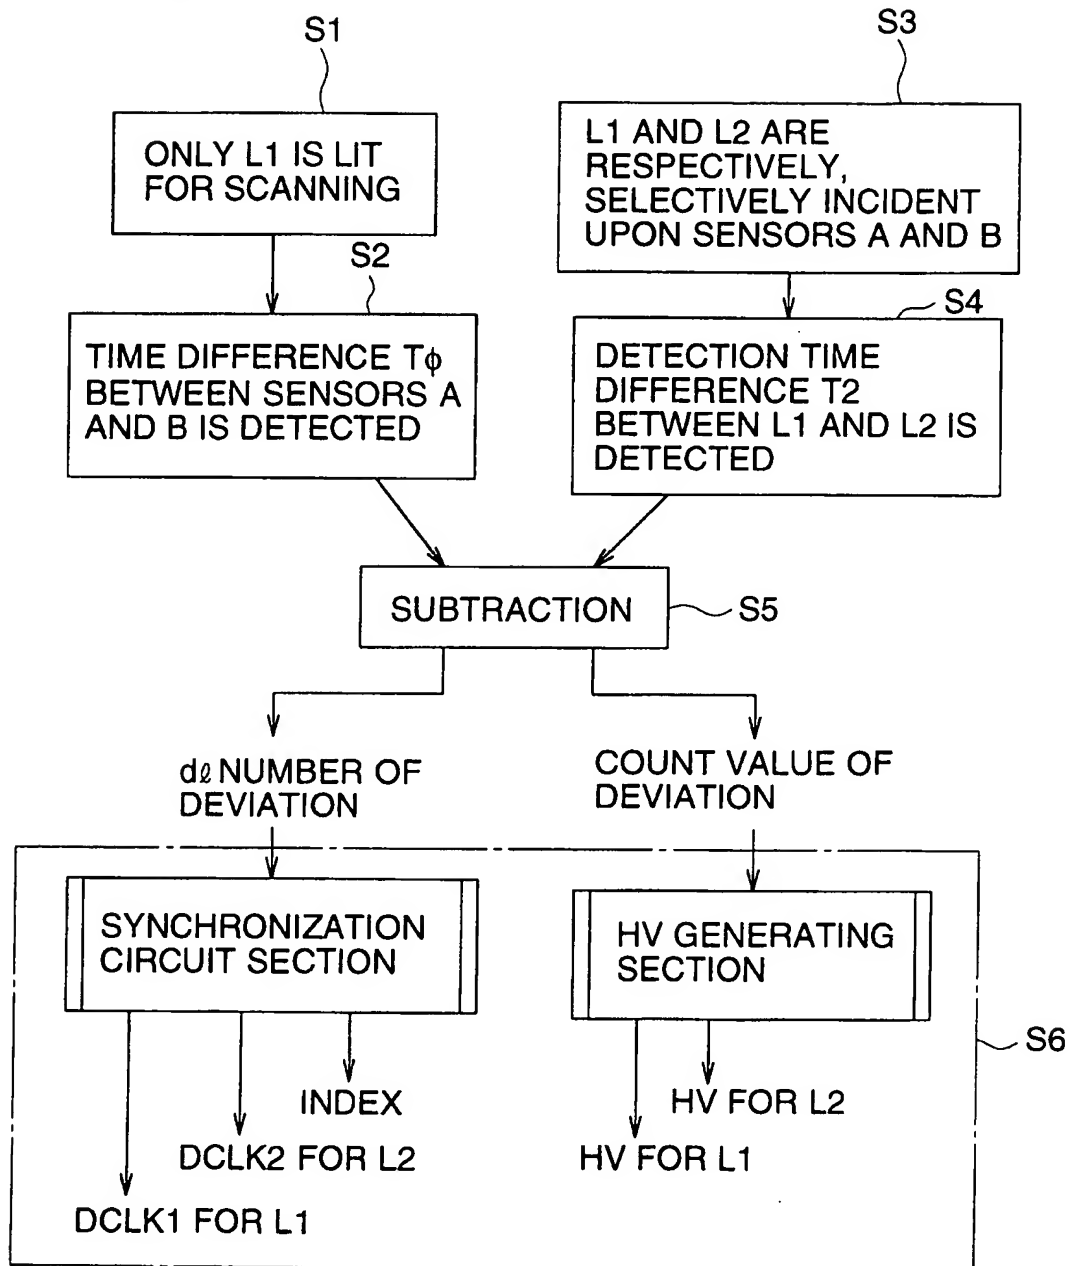 S1
ONLY L1 IS LIT
FOR SCANNING
S2
TIME DIFFERENCE Tϕ
BETWEEN SENSORS A
AND B IS DETECTED
S3
L1 AND L2 ARE
RESPECTIVELY,
SELECTIVELY INCIDENT
UPON SENSORS A AND B
S4
DETECTION TIME
DIFFERENCE T2
BETWEEN L1 AND L2 IS
DETECTED
SUBTRACTION
S5
dℓ NUMBER OF
DEVIATION
COUNT VALUE OF
DEVIATION
SYNCHRONIZATION
CIRCUIT SECTION
HV GENERATING
SECTION
S6
INDEX
DCLK2 FOR L2
DCLK1 FOR L1
HV FOR L2
HV FOR L1